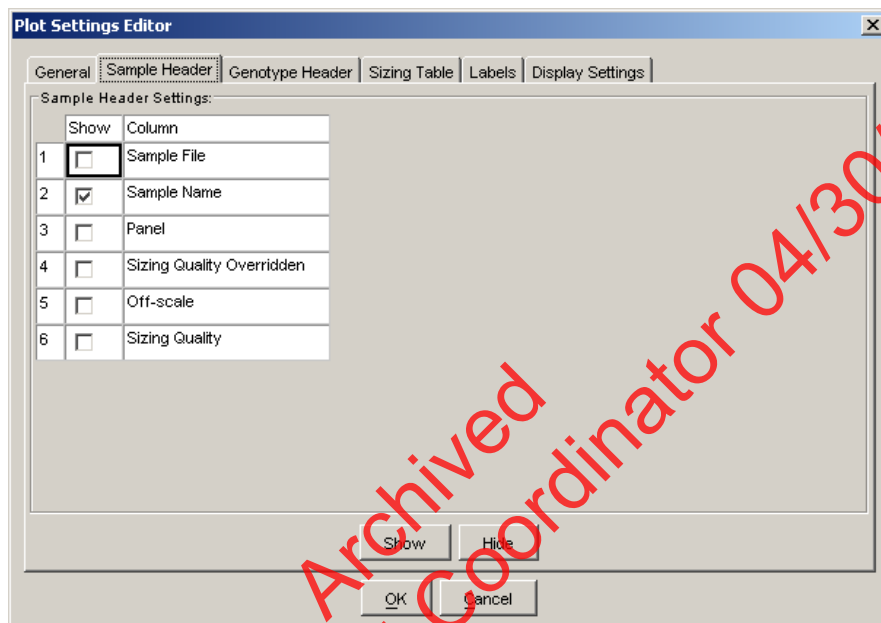 Plot Settings Editor
General Sample Header Genotype Header Sizing Table Labels Display Settings
Sample Header Settings:
Show Column
1 Sample File
2 Sample Name
3 Panel
4 Sizing Quality Overridden
5 Off-scale
6 Sizing Quality
Show Hide
OK Cancel
Archived
Coordinator 04/30